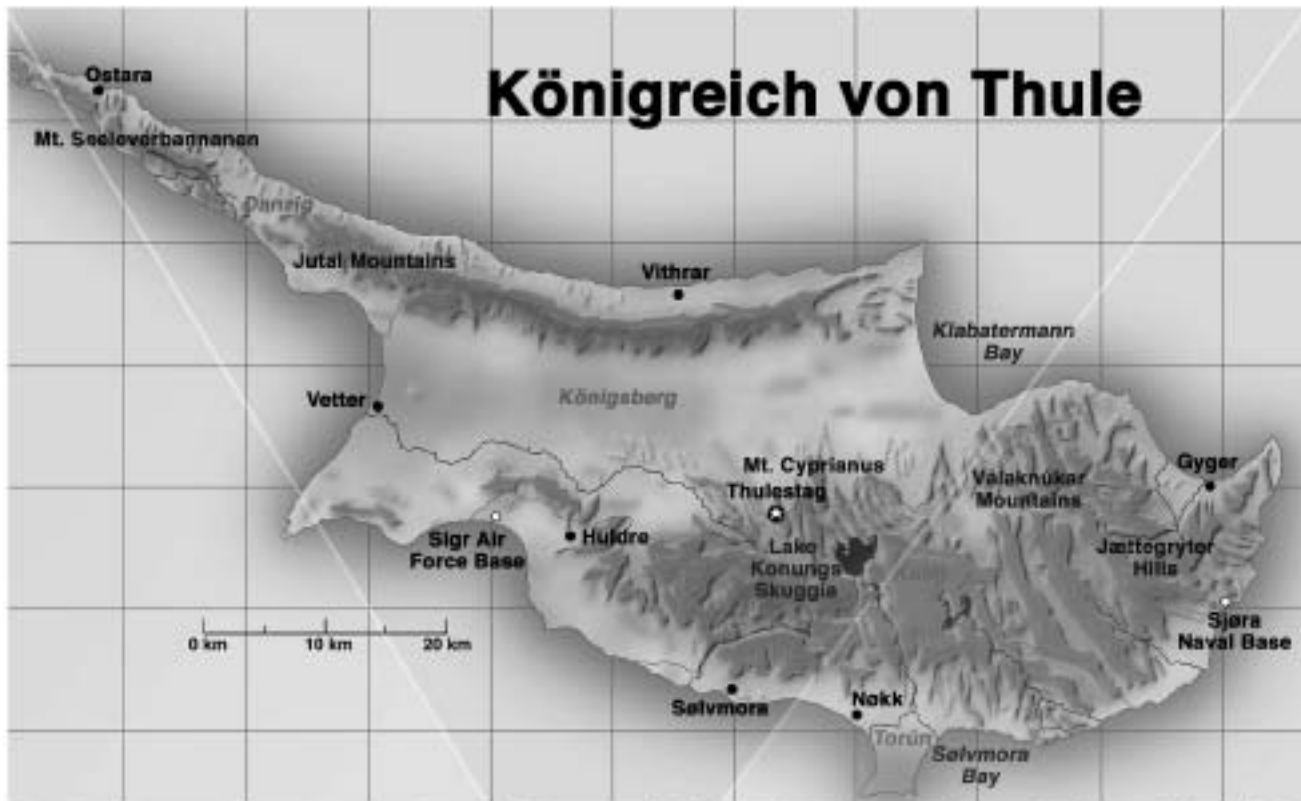 Königreich von Thule
Ostara
Mt. Seeleverbannanen
Danzig
Jutal Mountains
Vithrar
Klabatermann
Bay
Vetter
Königsberg
Mt. Cyprianus
Thulestag
Valaknukar
Mountains
Gyger
Sigr Air
Force Base
Huldre
Lake
Konungs
Skuggia
Jættegryter
Hills
0 km
10 km
20 km
Sjøra
Naval Base
Sølvmora
Nøkk
Torún
Sølvmora
Bay